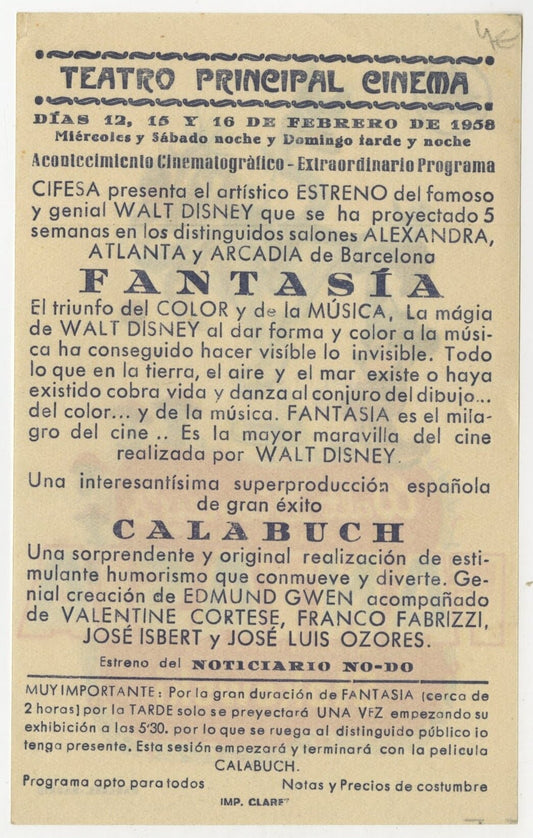 4€
TEATRO PRINCIPAL CINEMA
DÍAS 12, 15 Y 16 DE FEBRERO DE 1958
Miércoles y Sábado noche y Domingo tarde y noche
Acontecimiento Cinematográfico - Extraordinario Programa
CIFESA presenta el artístico ESTRENO del famoso
y genial WALT DISNEY que se ha proyectado 5
semanas en los distinguidos salones ALEXANDRA,
ATLANTA y ARCADIA de Barcelona
FANTASÍA
El triunfo del COLOR y de la MÚSICA, La mágia
de WALT DISNEY al dar forma y color a la músi-
ca ha conseguido hacer visíble lo invisible. Todo
lo que en la tierra, el aire y el mar existe o haya
existido cobra vida y danza al conjuro del dibujo...
del color... y de la música. FANTASIA es el mila-
gro del cine .. Es la mayor maravilla del cine
realizada por WALT DISNEY.
Una interesantísima superproducción española
de gran éxito
CALABUCH
Una sorprendente y original realización de esti-
mulante humorismo que conmueve y divierte. Ge-
nial creación de EDMUND GWEN acompañado
de VALENTINE CORTESE, FRANCO FABRIZZI,
JOSÉ ISBERT y JOSÉ LUIS OZORES.
Estreno del NOTICIARIO NO-DO
MUY IMPORTANTE: Por la gran duración de FANTASIA (cerca de
2 horas) por la TARDE solo se preyectará UNA VEZ empezando su
exhibición a las 5'30. por lo que se ruega al distinguido público lo
tenga presente. Esta sesión empezará y terminará con la pelicula
CALABUCH.
Programa apto para todos Notas y Precios de costumbre
IMP. CLARET